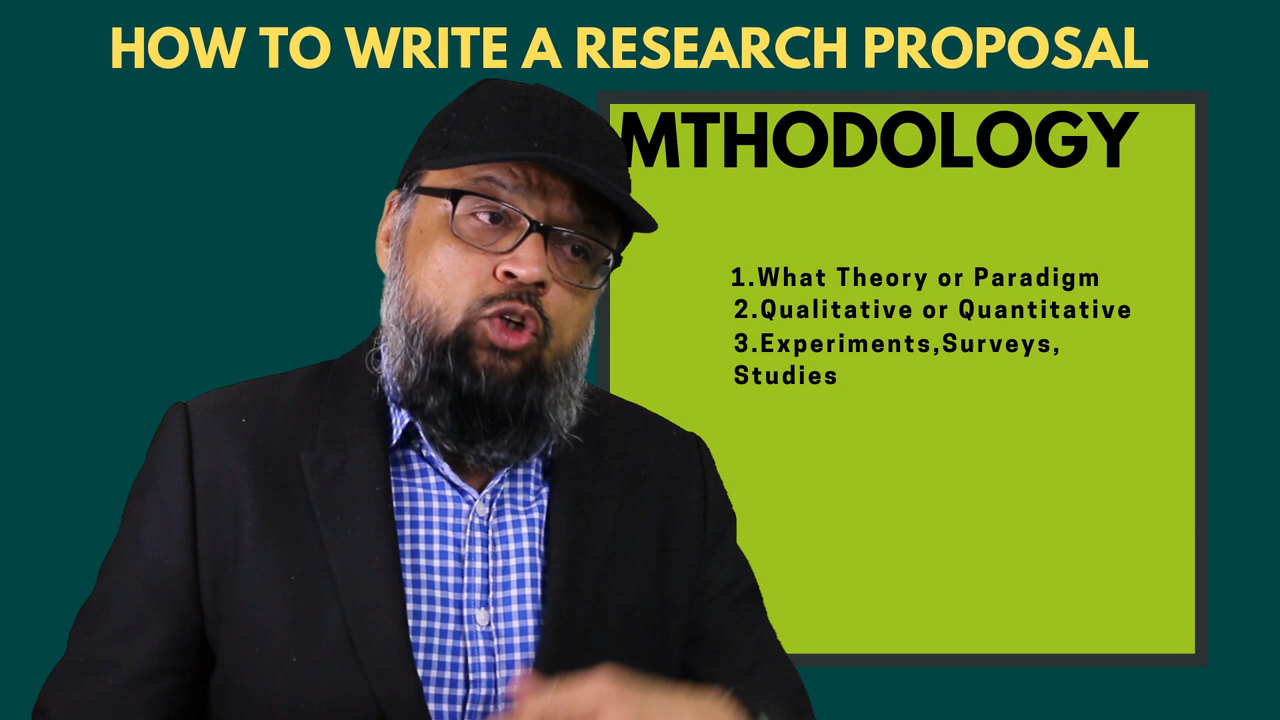 HOW TO WRITE A RESEARCH PROPOSAL
MTHODOLOGY
1.What Theory or Paradigm
2.Qualitative or Quantitative
3.Experiments,Surveys,
Studies